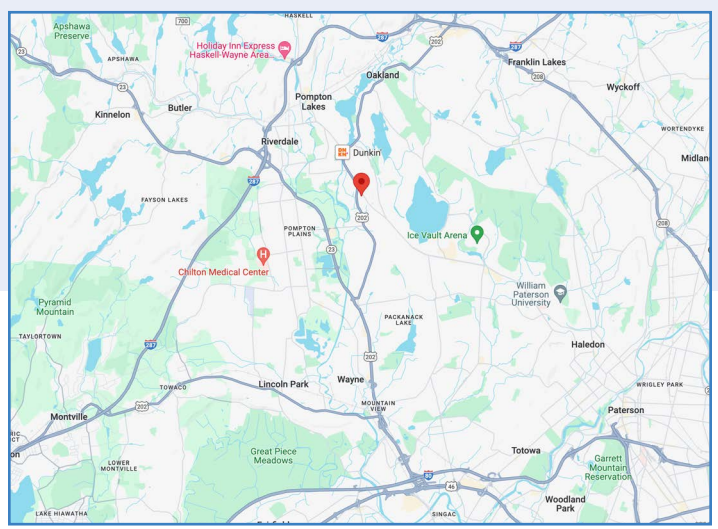 HASKELL
Apshawa
Preserve
700
287
202
23
Holiday Inn Express
Haskell-Wayne Area...
287
APSHAWA
Franklin Lakes
Oakland
208
23
Wyckoff
Pompton
Lakes
Butler
Kinnelon
WORTENDYKE
Riverdale
Dunkin'
Midlan
287
FAYSON LAKES
202
208
POMPTON
PLAINS
Ice Vault Arena
23
Chilton Medical Center
William
Paterson
University
Pyramid
Mountain
PACKANACK
LAKE
TAYLORTOWN
287
Haledon
202
Wayne
Lincoln Park
TOWACO
WRIGLEY PARK
MOUNTAIN
VIEW
202
Paterson
Montville
Great Piece
Meadows
Totowa
LOWER
MONTVILLE
Garrett
Mountain
Reservation
80
46
Woodland
Park
LAKE HIAWATHA
SINGAC